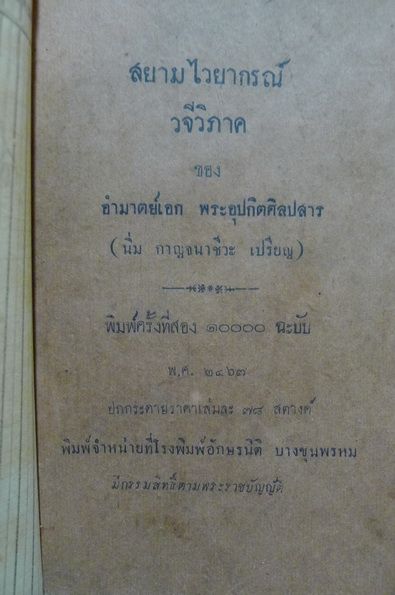 สยามไวยากรณ์
วจีวิภาค
ของ
อำมาตย์เอก พระอุปกิตศิลปสาร
(นิ่ม กาญจนาชีวะ เปรียญ)
พิมพ์ครั้งที่สอง ๑๐๐๐๐ ฉะบับ
พ,ศ. ๒๔๖๗
ปกกระดาษราคาเล่มละ ๗๘ สตางค์
พิมพ์จำหน่ายที่โรงพิมพ์อักษรนิติ บางขุนพรหม
มีกรรมสิทธิ์ตามพระราชบัญญัติ